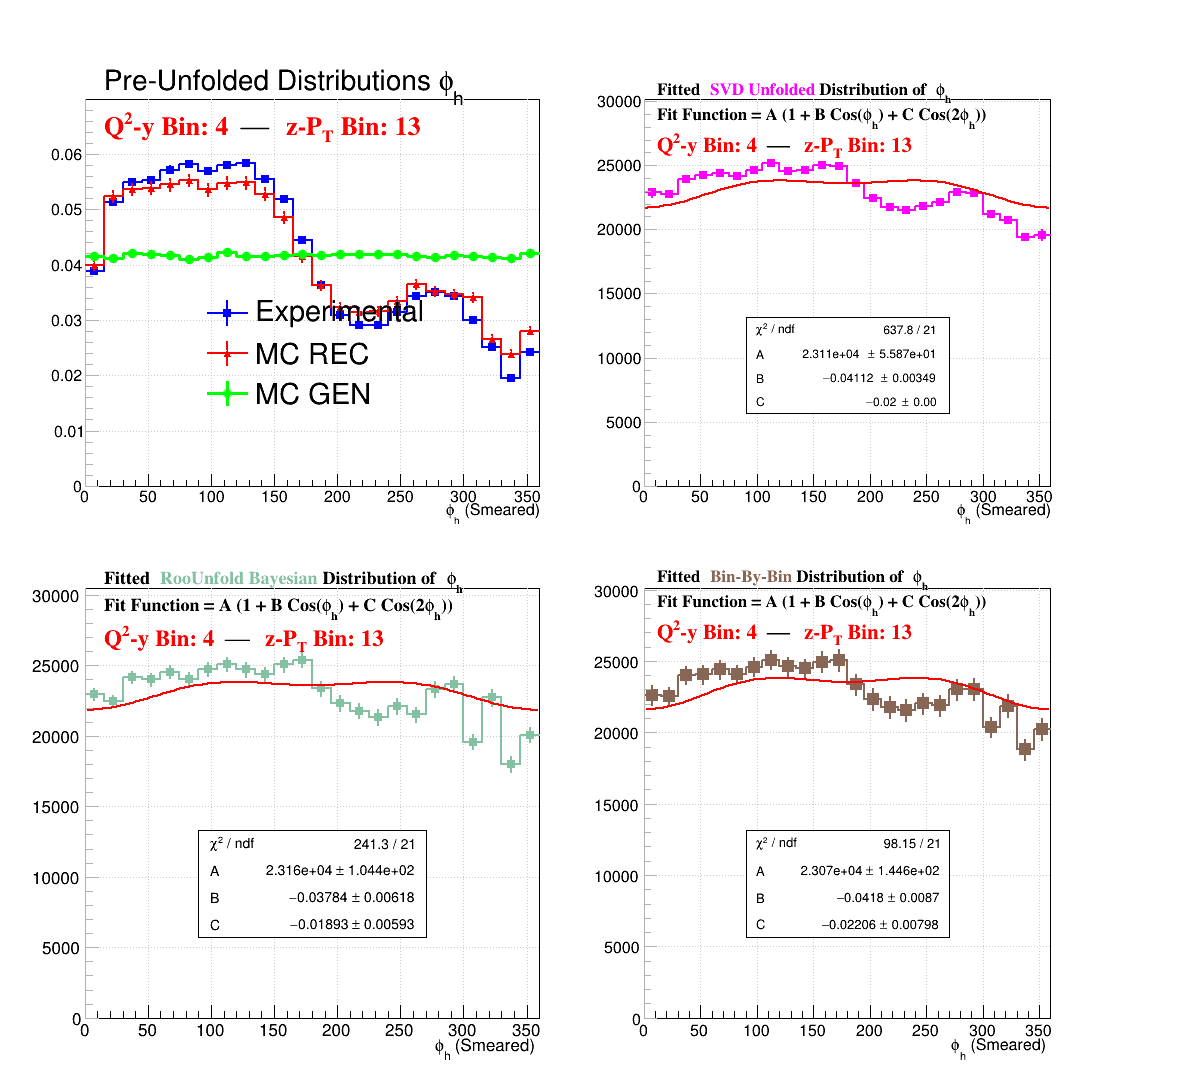 Pre-Unfolded Distributions ϕh
Q²-y Bin: 4 — z-PT Bin: 13
0.06
0.05
0.04
0.03
0.02
0.01
0
Experimental
MC REC
MC GEN
0 50 100 150 200 250 300 350
ϕh (Smeared)
Fitted SVD Unfolded Distribution of ϕh
Fit Function = A (1 + B Cos(ϕh) + C Cos(2ϕh))
Q²-y Bin: 4 — z-PT Bin: 13
30000
25000
20000
15000
10000
5000
0
χ² / ndf 637.8 / 21
A 2.311e+04 ± 5.587e+01
B −0.04112 ± 0.00349
C −0.02 ± 0.00
0 50 100 150 200 250 300 350
ϕh (Smeared)
Fitted RooUnfold Bayesian Distribution of ϕh
Fit Function = A (1 + B Cos(ϕh) + C Cos(2ϕh))
Q²-y Bin: 4 — z-PT Bin: 13
30000
25000
20000
15000
10000
5000
0
χ² / ndf 241.3 / 21
A 2.316e+04 ± 1.044e+02
B −0.03784 ± 0.00618
C −0.01893 ± 0.00593
0 50 100 150 200 250 300 350
ϕh (Smeared)
Fitted Bin-By-Bin Distribution of ϕh
Fit Function = A (1 + B Cos(ϕh) + C Cos(2ϕh))
Q²-y Bin: 4 — z-PT Bin: 13
30000
25000
20000
15000
10000
5000
0
χ² / ndf 98.15 / 21
A 2.307e+04 ± 1.446e+02
B −0.0418 ± 0.0087
C −0.02206 ± 0.00798
0 50 100 150 200 250 300 350
ϕh (Smeared)